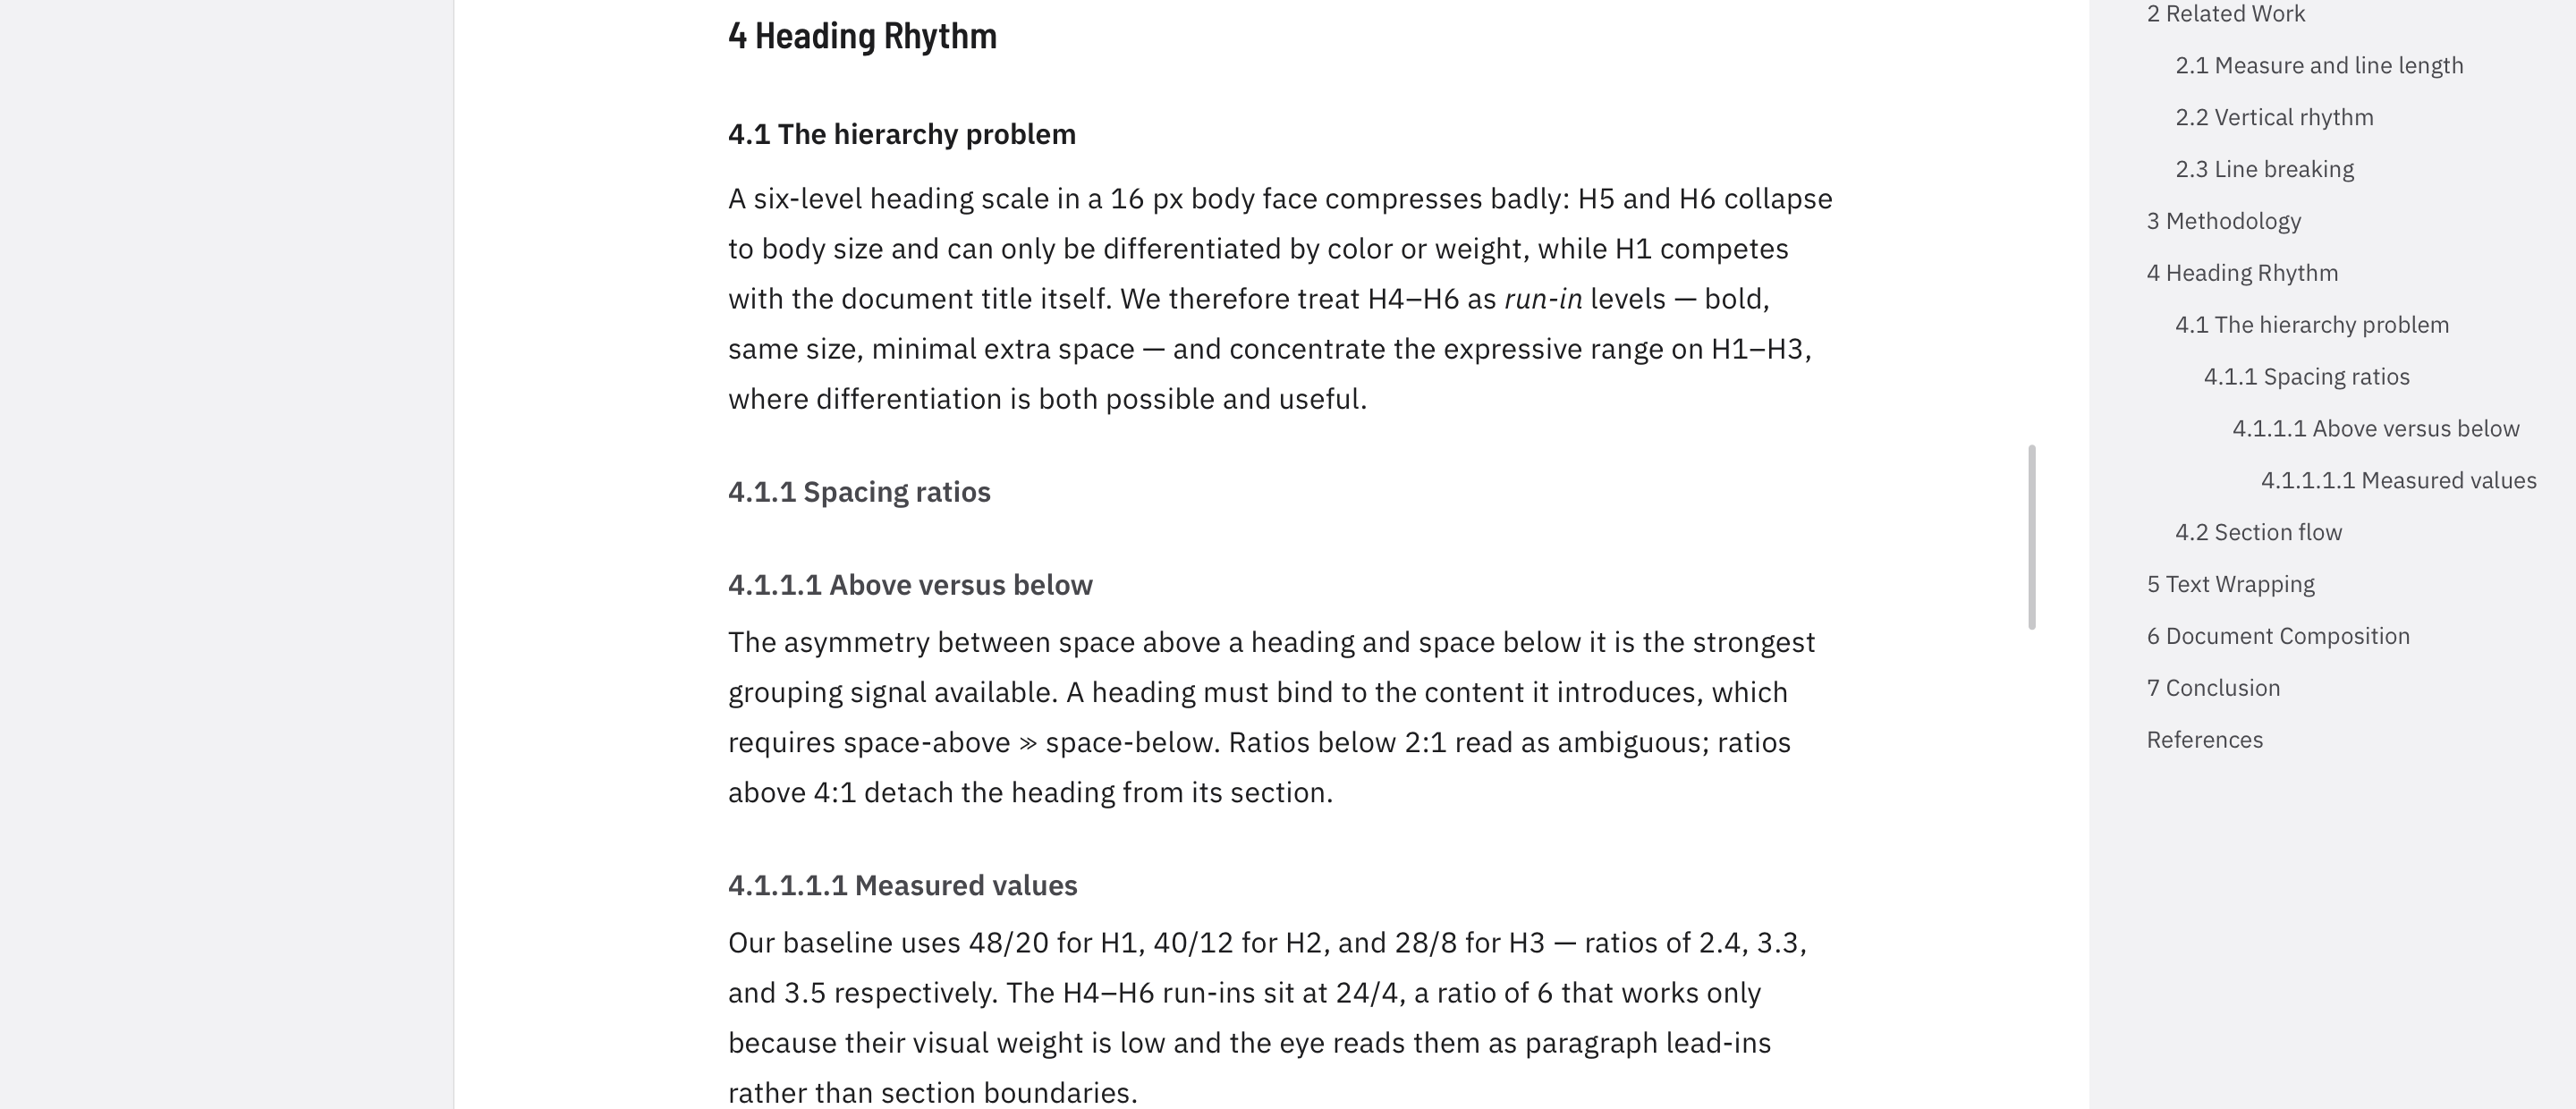 4 Heading Rhythm
4.1 The hierarchy problem
A six-level heading scale in a 16 px body face compresses badly: H5 and H6 collapse
to body size and can only be differentiated by color or weight, while H1 competes
with the document title itself. We therefore treat H4–H6 as run-in levels — bold,
same size, minimal extra space — and concentrate the expressive range on H1–H3,
where differentiation is both possible and useful.
4.1.1 Spacing ratios
4.1.1.1 Above versus below
The asymmetry between space above a heading and space below it is the strongest
grouping signal available. A heading must bind to the content it introduces, which
requires space-above ≫ space-below. Ratios below 2:1 read as ambiguous; ratios
above 4:1 detach the heading from its section.
4.1.1.1.1 Measured values
Our baseline uses 48/20 for H1, 40/12 for H2, and 28/8 for H3 — ratios of 2.4, 3.3,
and 3.5 respectively. The H4–H6 run-ins sit at 24/4, a ratio of 6 that works only
because their visual weight is low and the eye reads them as paragraph lead-ins
rather than section boundaries.
2 Related Work
2.1 Measure and line length
2.2 Vertical rhythm
2.3 Line breaking
3 Methodology
4 Heading Rhythm
4.1 The hierarchy problem
4.1.1 Spacing ratios
4.1.1.1 Above versus below
4.1.1.1.1 Measured values
4.2 Section flow
5 Text Wrapping
6 Document Composition
7 Conclusion
References